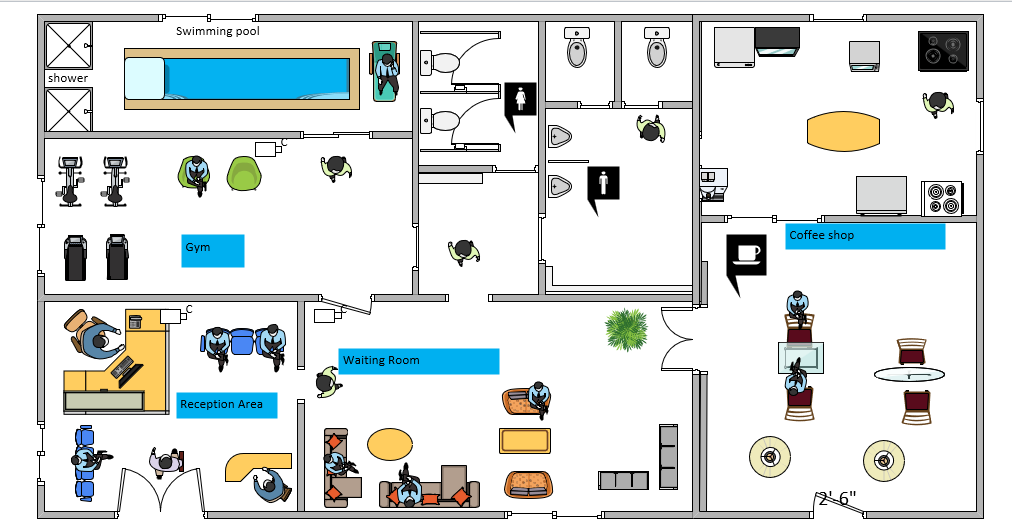 Swimming pool
shower
C
Gym
Coffee shop
C
C
Waiting Room
Reception Area
2'-6"